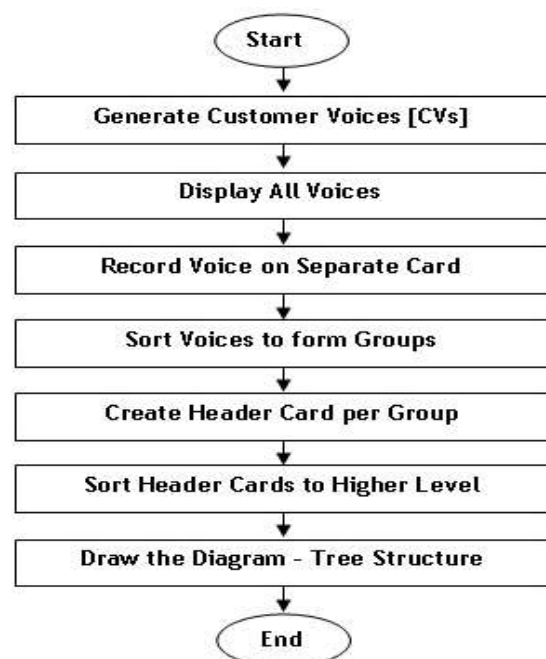 Start
Generate Customer Voices [CVs]
Display All Voices
Record Voice on Separate Card
Sort Voices to form Groups
Create Header Card per Group
Sort Header Cards to Higher Level
Draw the Diagram - Tree Structure
End